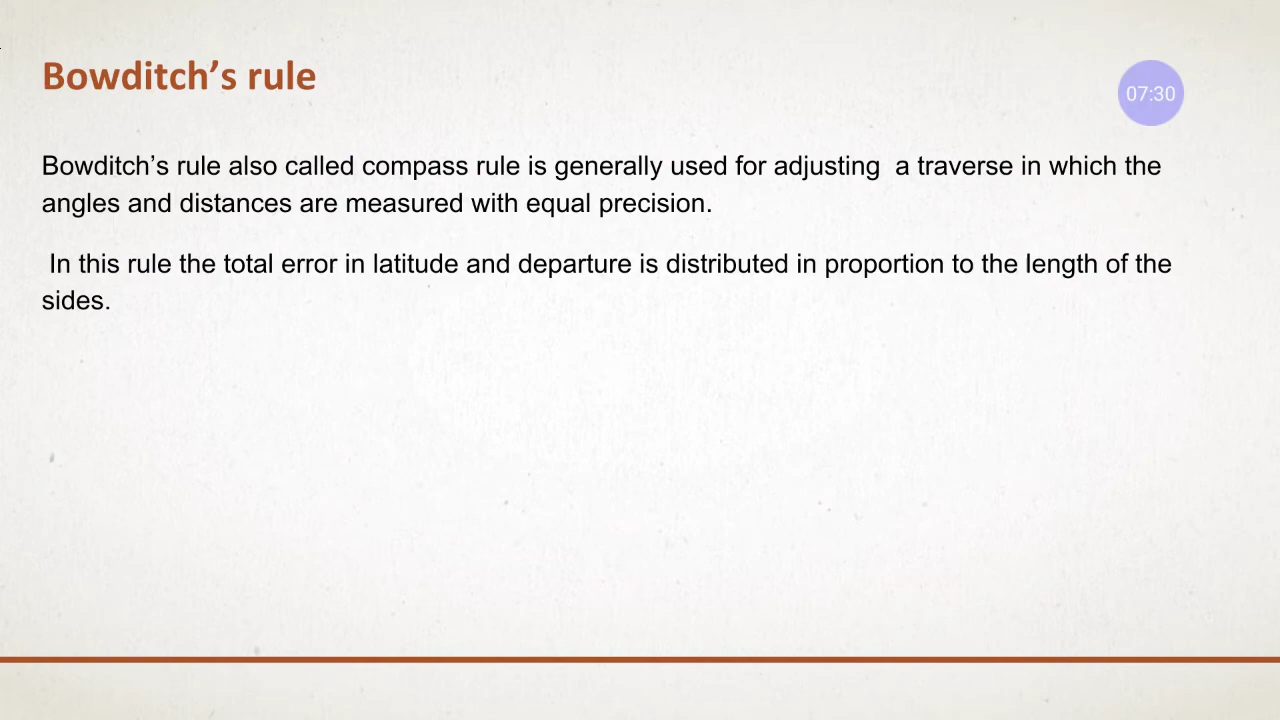 Bowditch’s rule
07:30
Bowditch’s rule also called compass rule is generally used for adjusting  a traverse in which the
angles and distances are measured with equal precision.
In this rule the total error in latitude and departure is distributed in proportion to the length of the
sides.